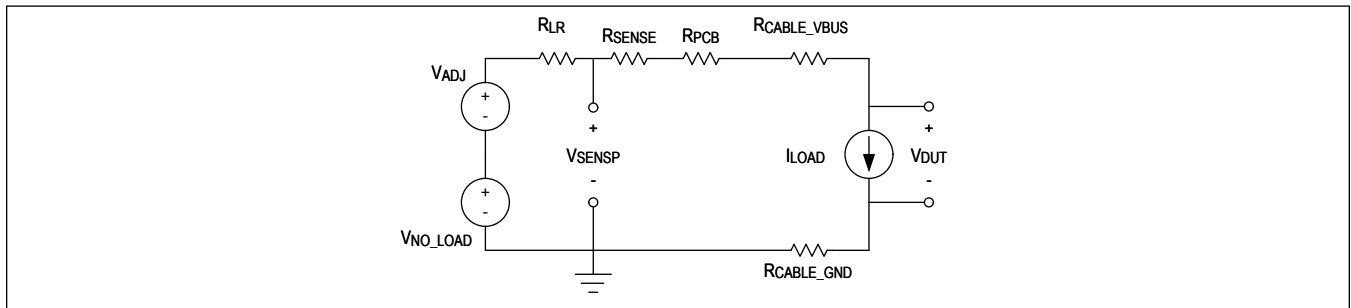 RLR
RSENSE
RPCB
RCABLE_VBUS
VADJ
+
-
+
VSENSP
-
ILOAD
+
VDUT
-
+
-
VNO_LOAD
RCABLE_GND